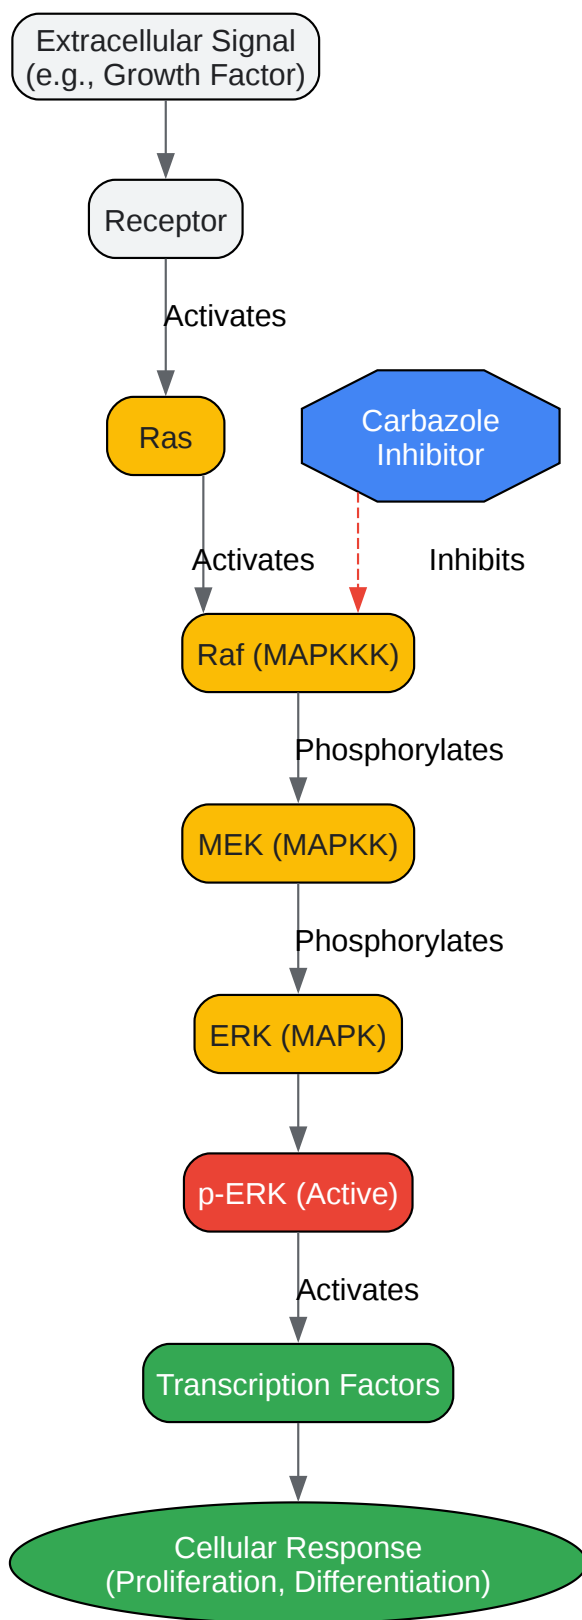 Extracellular Signal
(e.g., Growth Factor)
Receptor
Activates
Ras
Carbazole
Inhibitor
Activates
Inhibits
Raf (MAPKKK)
Phosphorylates
MEK (MAPKK)
Phosphorylates
ERK (MAPK)
p-ERK (Active)
Activates
Transcription Factors
Cellular Response
(Proliferation, Differentiation)